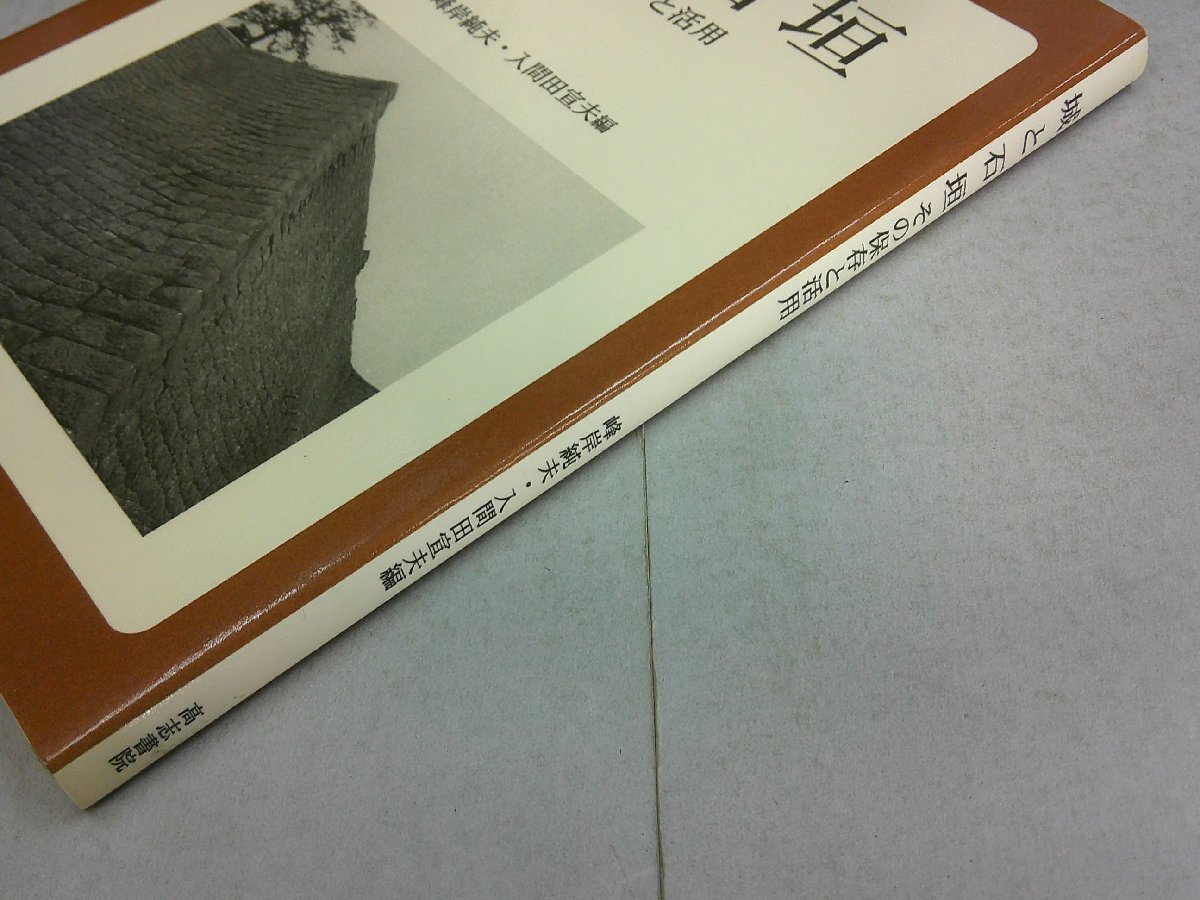 垣
と活用
峰岸純夫・入間田宣夫編
城と石垣 その保存と活用
峰岸純夫・入間田宣夫編
高志書院